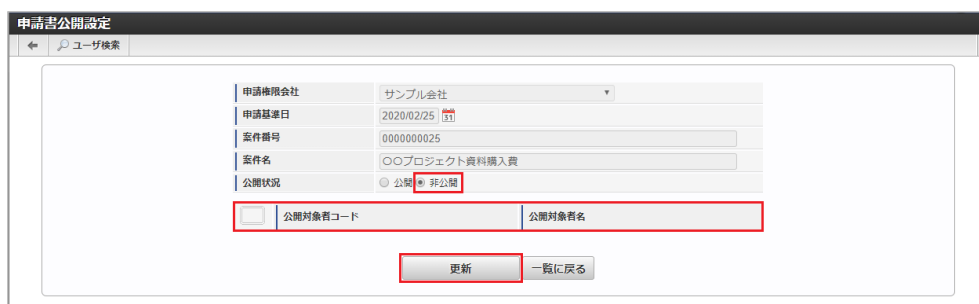 申請書公開設定
ユーザ検索
申請権限会社 サンプル会社
申請基準日 2020/02/25 31
案件番号 0000000025
案件名 〇〇プロジェクト資料購入費
公開状況 公開 非公開
公開対象者コード 公開対象者名
更新 一覧に戻る